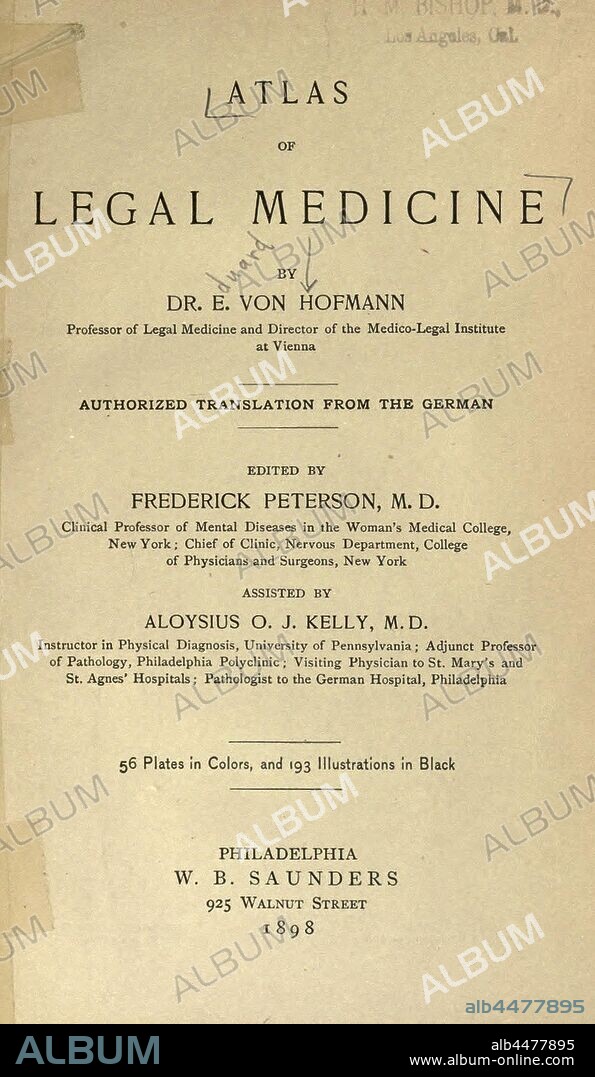 H. M. BISHOP, M.D.,
Los Angeles, Cal.
ATLAS
OF
LEGAL MEDICINE
duard
BY
DR. E. VON HOFMANN
Professor of Legal Medicine and Director of the Medico-Legal Institute
at Vienna
AUTHORIZED TRANSLATION FROM THE GERMAN
EDITED BY
FREDERICK PETERSON, M. D.
Clinical Professor of Mental Diseases in the Woman's Medical College,
New York; Chief of Clinic, Nervous Department, College
of Physicians and Surgeons, New York
ASSISTED BY
ALOYSIUS O. J. KELLY, M. D.
Instructor in Physical Diagnosis, University of Pennsylvania; Adjunct Professor
of Pathology, Philadelphia Polyclinic; Visiting Physician to St. Mary's and
St. Agnes' Hospitals; Pathologist to the German Hospital, Philadelphia
56 Plates in Colors, and 193 Illustrations in Black
PHILADELPHIA
W. B. SAUNDERS
925 WALNUT STREET
1898
alb4477895
ALBUM
alb4477895
www.album-online.com